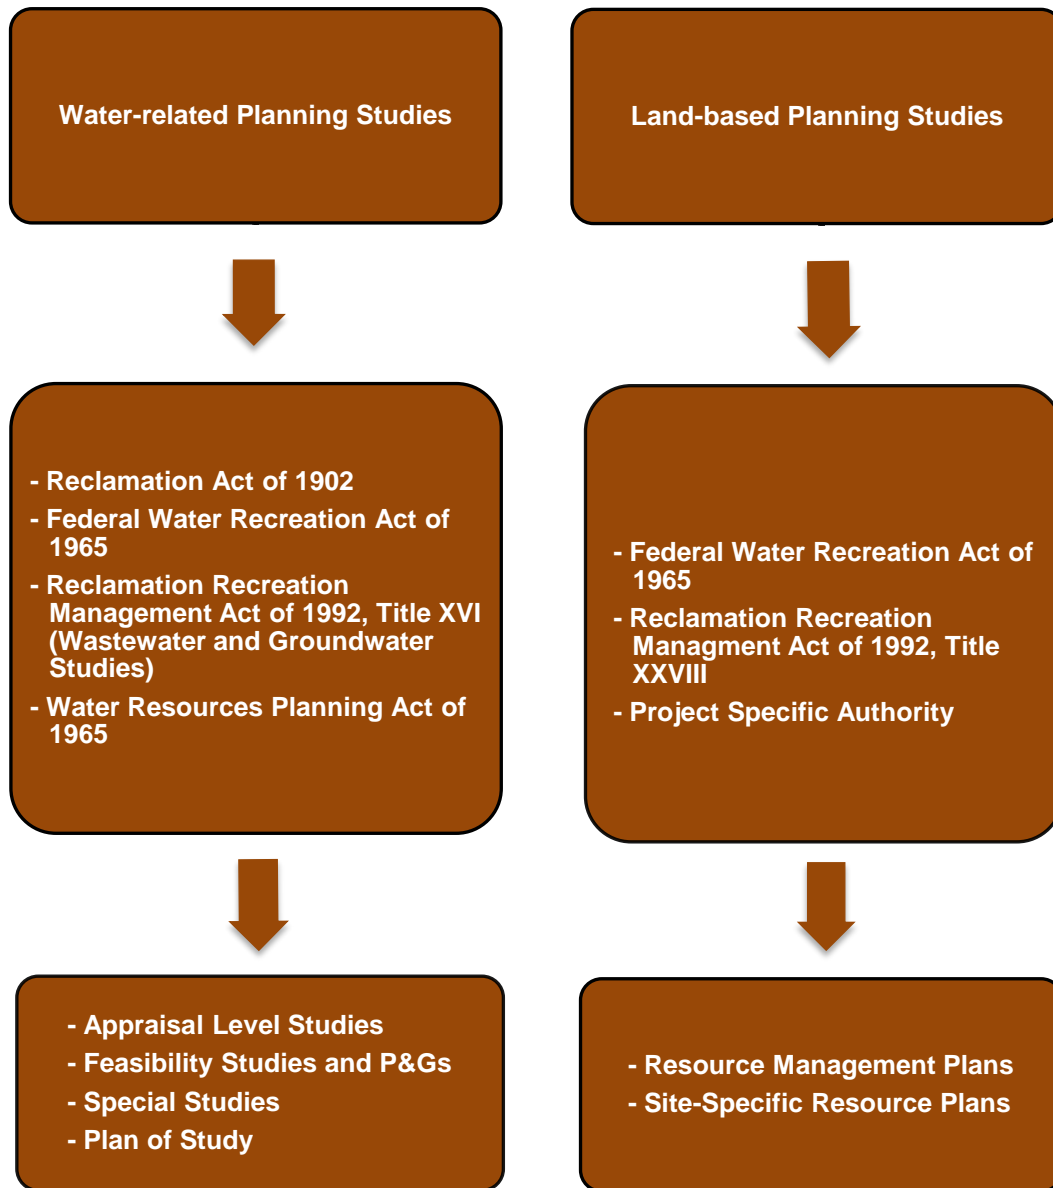 Water-related Planning Studies
Land-based Planning Studies
- Reclamation Act of 1902
- Federal Water Recreation Act of
1965
- Reclamation Recreation
Management Act of 1992, Title XVI
(Wastewater and Groundwater
Studies)
- Water Resources Planning Act of
1965
- Federal Water Recreation Act of
1965
- Reclamation Recreation
Managment Act of 1992, Title
XXVIII
- Project Specific Authority
- Appraisal Level Studies
- Feasibility Studies and P&Gs
- Special Studies
- Plan of Study
- Resource Management Plans
- Site-Specific Resource Plans